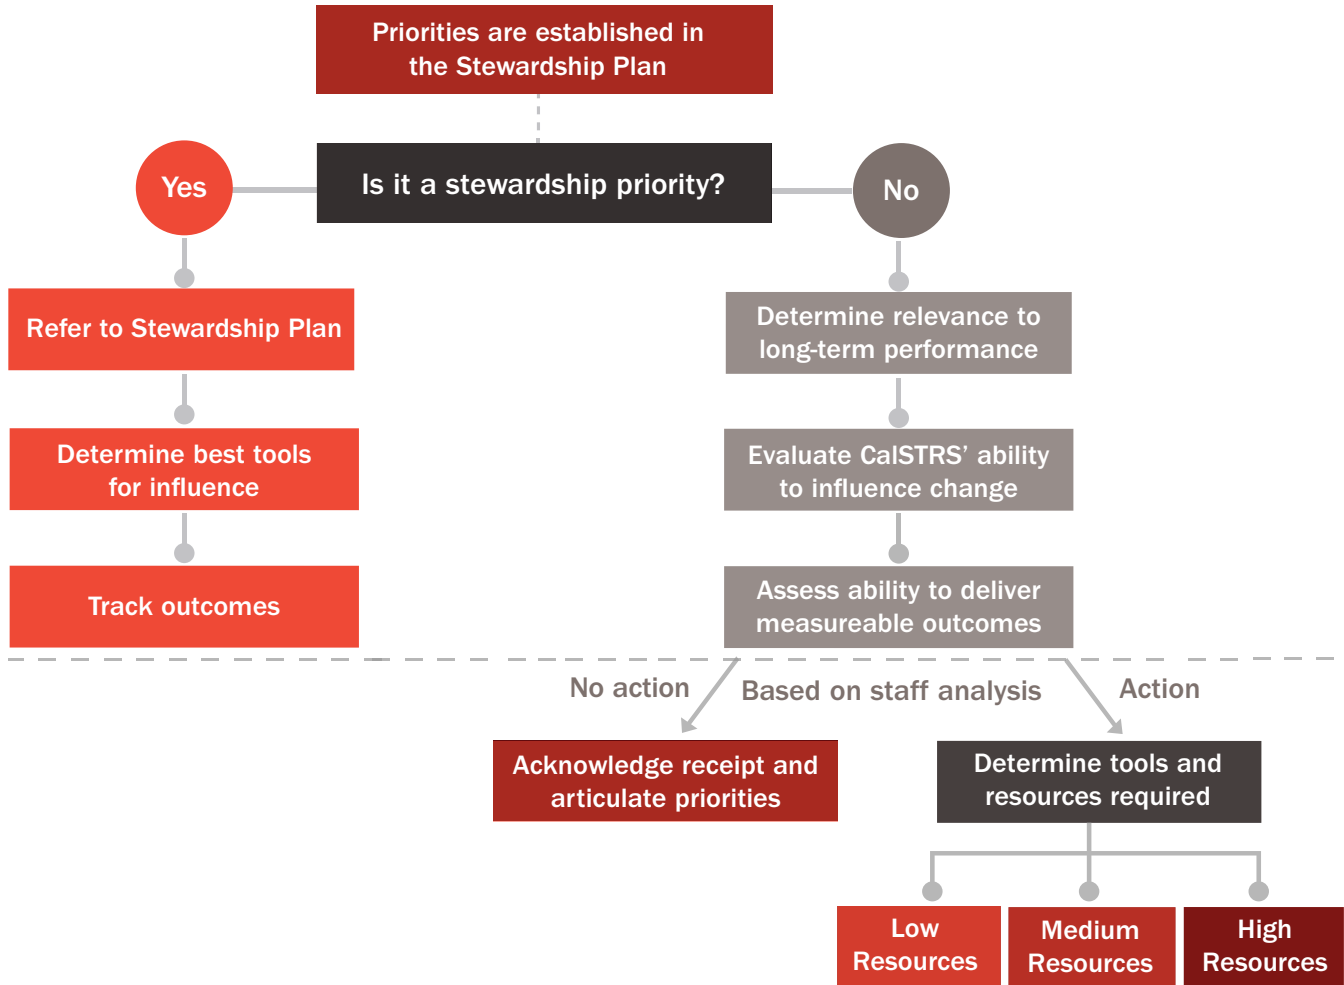 Priorities are established in
the Stewardship Plan
Yes
Is it a stewardship priority?
No
Refer to Stewardship Plan
Determine best tools
for influence
Track outcomes
Determine relevance to
long-term performance
Evaluate CalSTRS’ ability
to influence change
Assess ability to deliver
measureable outcomes
No action
Based on staff analysis
Action
Acknowledge receipt and
articulate priorities
Determine tools and
resources required
Low
Resources
Medium
Resources
High
Resources